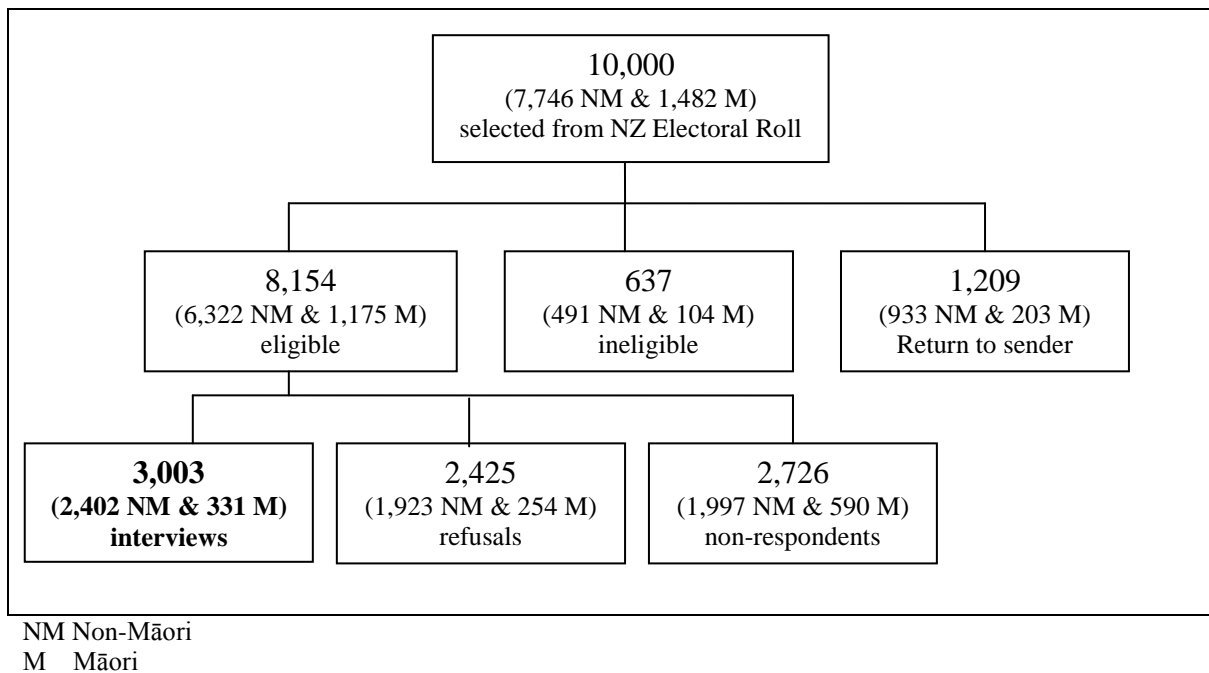 10,000
(7,746 NM & 1,482 M)
selected from NZ Electoral Roll
8,154
(6,322 NM & 1,175 M)
eligible
637
(491 NM & 104 M)
ineligible
1,209
(933 NM & 203 M)
Return to sender
3,003
(2,402 NM & 331 M)
interviews
2,425
(1,923 NM & 254 M)
refusals
2,726
(1,997 NM & 590 M)
non-respondents
NM Non-Māori
M Māori